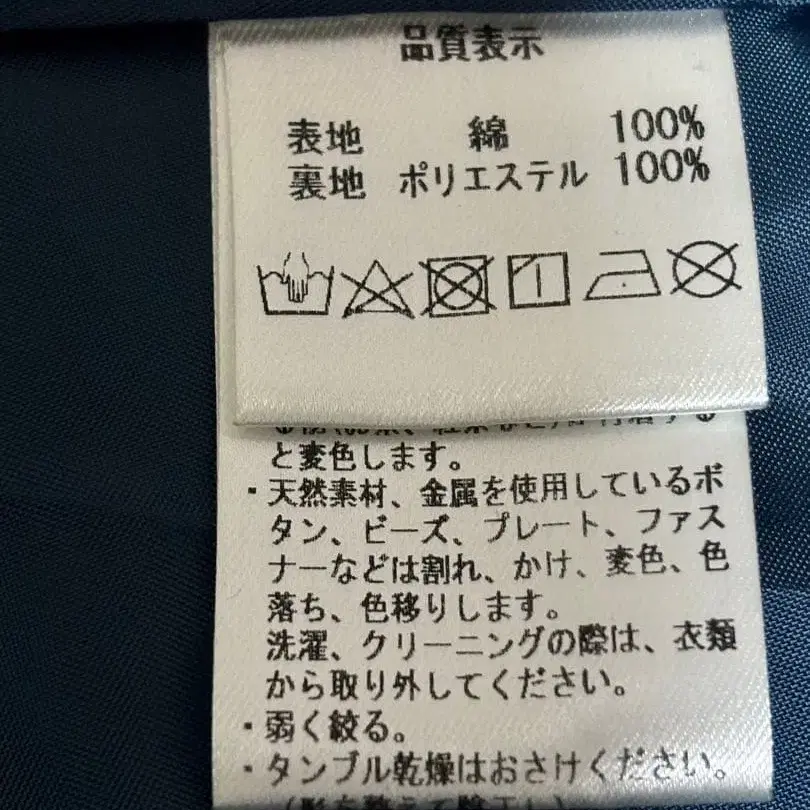 品質表示
表地 綿 100%
裏地 ポリエステル 100%
と変色します。
・天然素材、金属を使用しているボ
タン、ビーズ、プレート、ファス
ナーなどは割れ、かけ、変色、色
落ち、色移りします。
洗濯、クリーニングの際は、衣類
から取り外してください。
・弱く絞る。
・タンブル乾燥はおさけください。